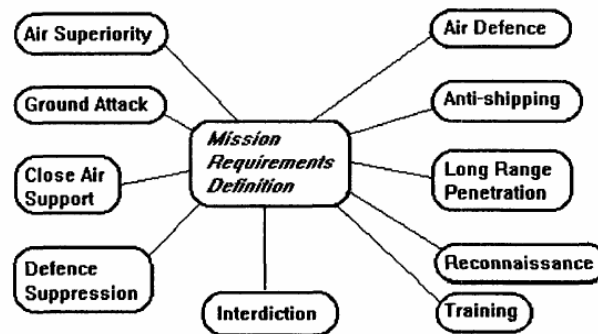 Air Superiority
Air Defence
Ground Attack
Anti-shipping
Mission
Requirements
Definition
Close Air
Support
Long Range
Penetration
Defence
Suppression
Reconnaissance
Interdiction
Training